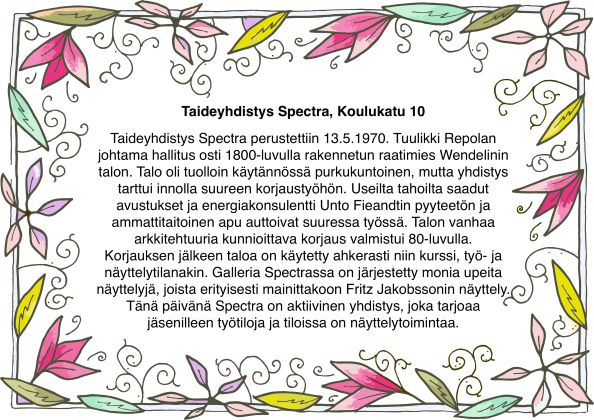 Taideyhdistys Spectra, Koulukatu 10
Taideyhdistys Spectra perustettiin 13.5.1970. Tuulikki Repolan
johtama hallitus osti 1800-luvulla rakennetun raatimies Wendelinin
talon. Talo oli tuolloin käytännössä purkukuntoinen, mutta yhdistys
tarttui innolla suureen korjaustyöhön. Useilta tahoilta saadut
avustukset ja energiakonsulentti Unto Fieandtin pyyteetön ja
ammattitaitoinen apu auttoivat suuressa työssä. Talon vanhaa
arkkitehtuuria kunnioittava korjaus valmistui 80-luvulla.
Korjauksen jälkeen taloa on käytetty ahkerasti niin kurssi, työ- ja
näyttelytilanakin. Galleria Spectrassa on järjestetty monia upeita
näyttelyjä, joista erityisesti mainittakoon Fritz Jakobssonin näyttely.
Tänä päivänä Spectra on aktiivinen yhdistys, joka tarjoaa
jäsenilleen työtiloja ja tiloissa on näyttelytoimintaa.